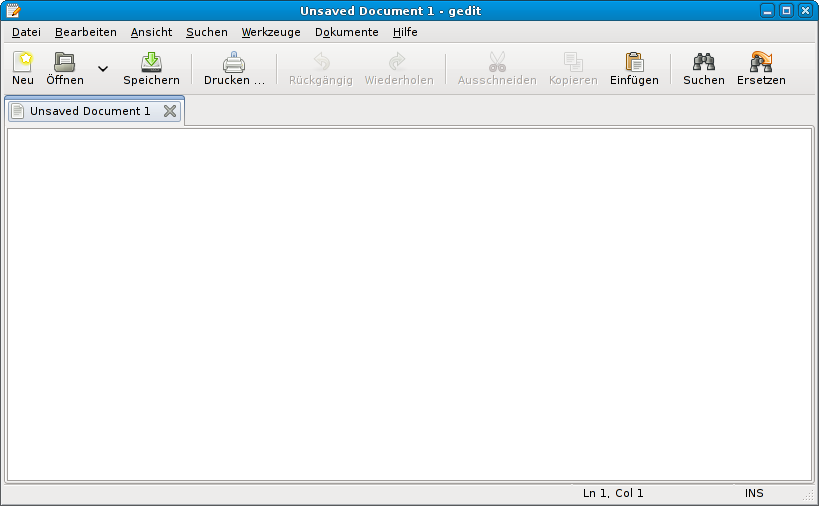 Unsaved Document 1 - gedit
Datei Bearbeiten Ansicht Suchen Werkzeuge Dokumente Hilfe
Neu Öffnen Speichern Drucken ... Rückgängig Wiederholen Ausschneiden Kopieren Einfügen Suchen Ersetzen
Unsaved Document 1
Ln 1, Col 1 INS